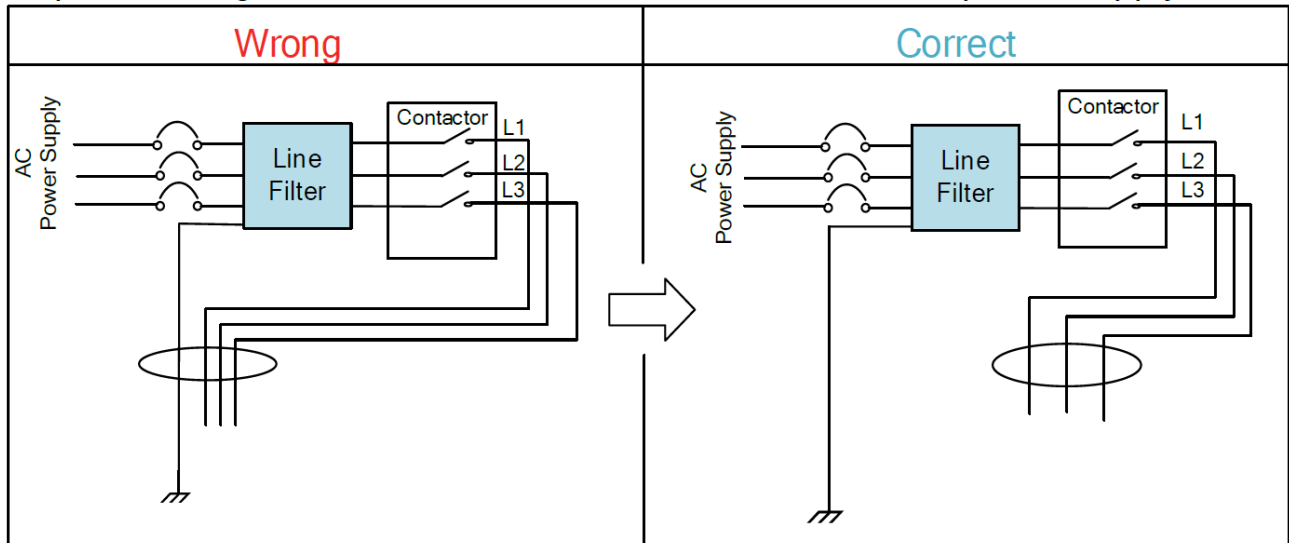 Wrong
Correct
AC
Power Supply
Line
Filter
Contactor
L1
L2
L3
AC
Power Supply
Line
Filter
Contactor
L1
L2
L3